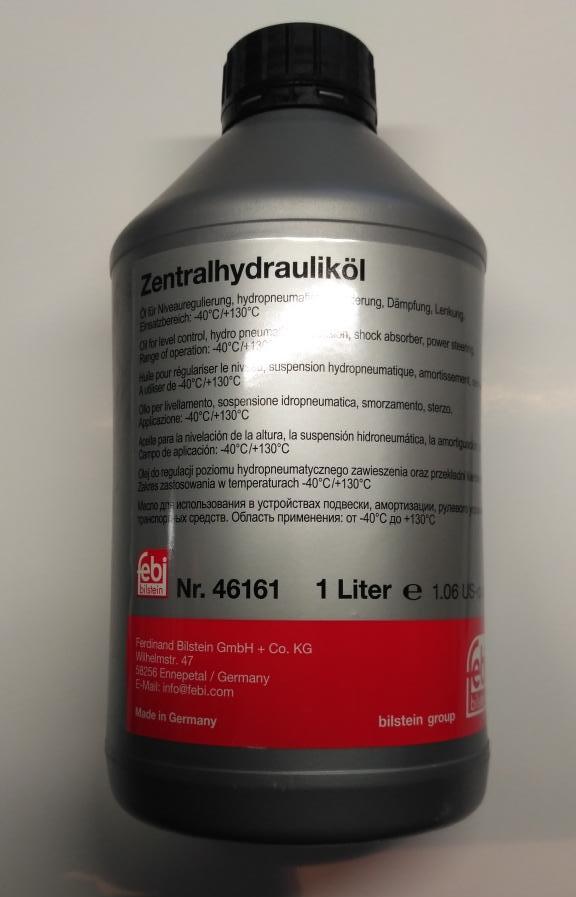 Zentralhydrauliköl
Öl für Niveauregulierung, Dämpfung, Lenkung.
Einsatzbereich: -40°C/+130°C
Oil for level control, hydro shock absorber, power steering.
Range of operation: -40°C/+130°C
Huile pour régulariser le suspension hydropneumatique, amortissement,
A utiliser de -40°C/+130°C
Olio per livellamento, sospensione idropneumatica, smorzamento, sterzo.
Applicazione: -40°C/+130°C
Aceite para la nivelación de la altura, la suspensión hidroneumática, la
Campo de aplicación: -40°C/+130°C
Olej do regulacji poziomu hydropneumatycznego zawieszenia oraz przekładni
Zakres zastosowania w temperaturach -40°C/+130°C
Масло для использования в устройствах подвески, амортизации, рулевого
транспортных средств. Область применения: от -40°C до +130°C
febi
bilstein
Nr. 46161 1 Liter e 1.06
Ferdinand Bilstein GmbH + Co. KG
Wilhelmstr. 47
58256 Ennepetal / Germany
E-Mail: info@febi.com
Made in Germany
bilstein group